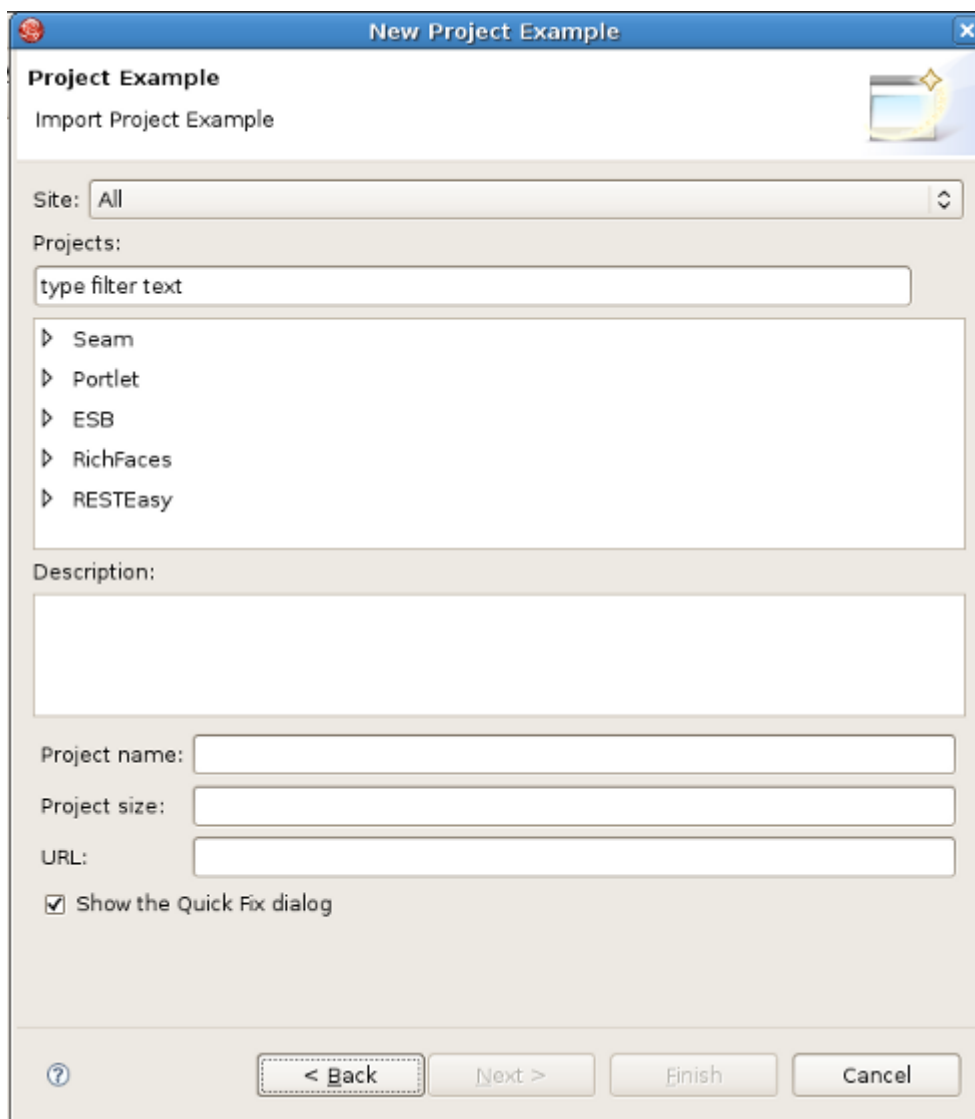 New Project Example
Project Example
Import Project Example
Site: All
Projects:
type filter text
Seam
Portlet
ESB
RichFaces
RESTEasy
Description:
Project name:
Project size:
URL:
Show the Quick Fix dialog
? < Back Next > Finish Cancel